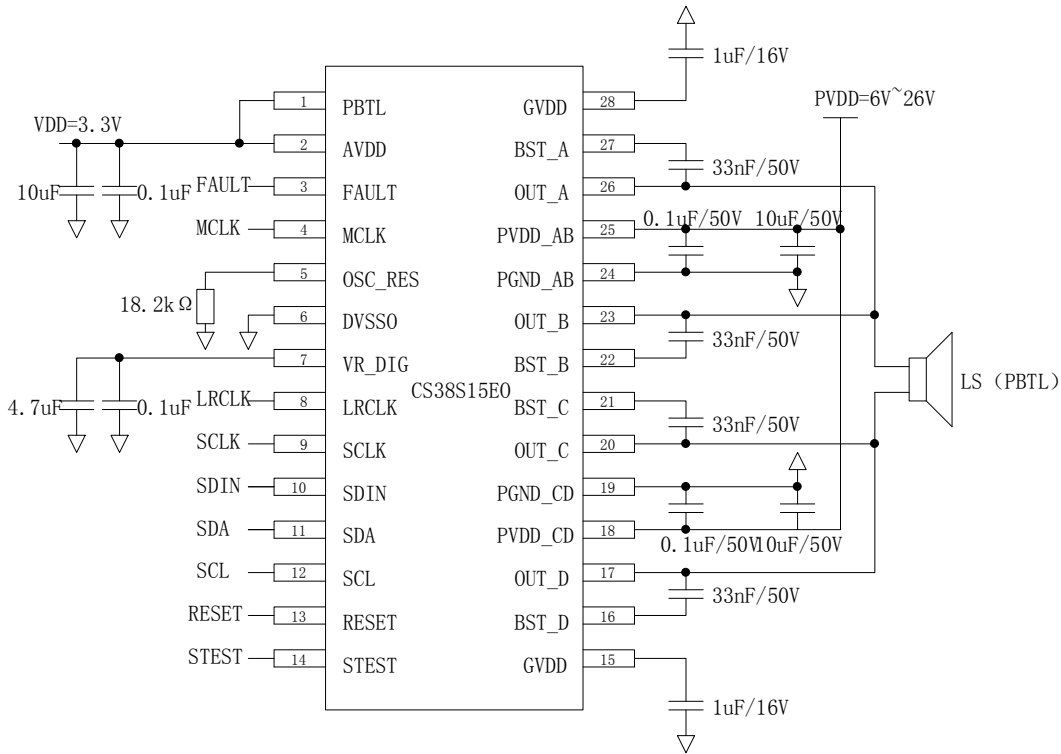 1uF/16V
PVDD=6V~26V
1 PBTL GVDD 28
VDD=3.3V
2 AVDD BST_A 27
33nF/50V
10uF 0.1uF
FAULT 3 FAULT OUT_A 26
0.1uF/50V 10uF/50V
MCLK 4 MCLK PVDD_AB 25
5 OSC_RES PGND_AB 24
18.2kΩ
6 DVSSO OUT_B 23
33nF/50V
7 VR_DIG BST_B 22
CS38S15EO
LS (PBTL)
4.7uF 0.1uF
LRCLK 8 LRCLK BST_C 21
33nF/50V
SCLK 9 SCLK OUT_C 20
SDIN 10 SDIN PGND_CD 19
SDA 11 SDA PVDD_CD 18
0.1uF/50V 10uF/50V
SCL 12 SCL OUT_D 17
33nF/50V
RESET 13 RESET BST_D 16
STEST 14 STEST GVDD 15
1uF/16V